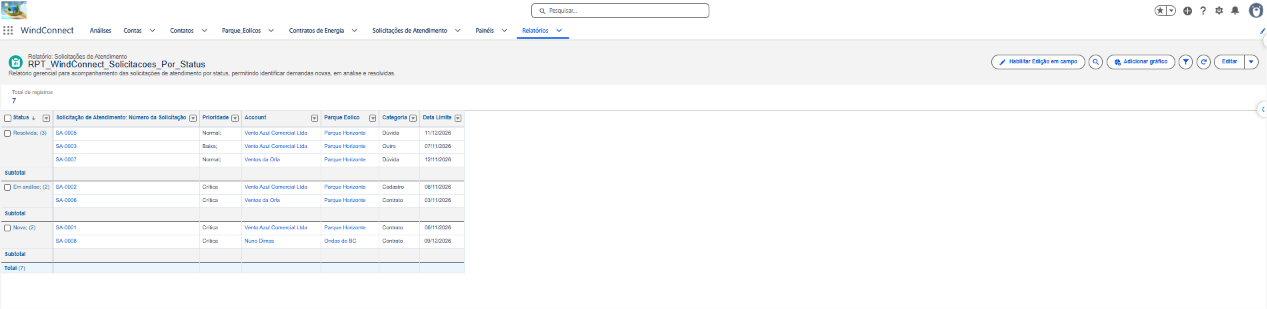 Pesquisar...
WindConnect Análises Contas Contatos Parque_Eolicos Contratos de Energia Solicitações de Atendimento Painéis Relatórios
Relatório: Solicitações de Atendimento
RPT_WindConnect_Solicitacoes_Por_Status
Relatório gerencial para acompanhamento das solicitações de atendimento por status, permitindo identificar demandas novas, em análise e resolvidas.
Habilitar Edição em campo Adicionar gráfico Editar
Total de registros
7
Status ↓ Solicitação de Atendimento: Número da Solicitação Prioridade Account Parque Eolico Categoria Data Limite
Resolvida; (3) SA-0005 Normal; Vento Azul Comercial Ltda Parque Horizonte Dúvida 11/12/2026
SA-0003 Baixa; Vento Azul Comercial Ltda Parque Horizonte Outro 07/11/2026
SA-0007 Normal; Ventos da Orla Parque Horizonte Dúvida 12/11/2026
Subtotal
Em análise; (2) SA-0002 Crítica Vento Azul Comercial Ltda Parque Horizonte Cadastro 06/11/2026
SA-0006 Crítica Ventos da Orla Parque Horizonte Contrato 03/11/2026
Subtotal
Nova; (2) SA-0001 Crítica Vento Azul Comercial Ltda Parque Horizonte Contrato 08/11/2026
SA-0008 Crítica Nuno Dimas Ondas do BC Contrato 09/12/2026
Subtotal
Total (7)